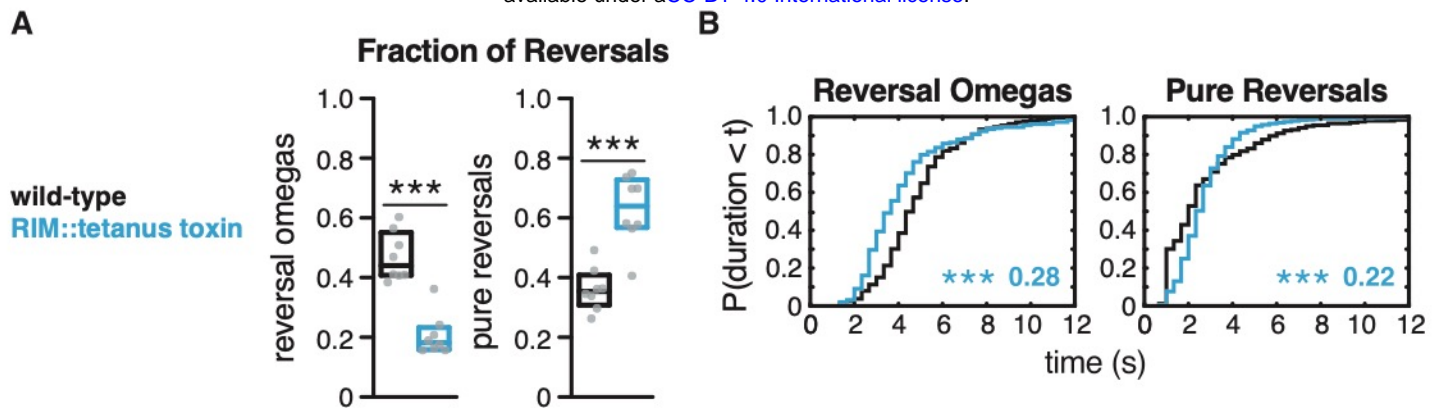 A
B
Fraction of Reversals
wild-type
RIM::tetanus toxin
reversal omegas
1.0
0.8
0.6
0.4
0.2
0
***
pure reversals
1.0
0.8
0.6
0.4
0.2
0
***
Reversal Omegas
P(duration < t)
1.0
0.8
0.6
0.4
0.2
0
*** 0.28
0 2 4 6 8 10 12
Pure Reversals
1.0
0.8
0.6
0.4
0.2
0
*** 0.22
0 2 4 6 8 10 12
time (s)